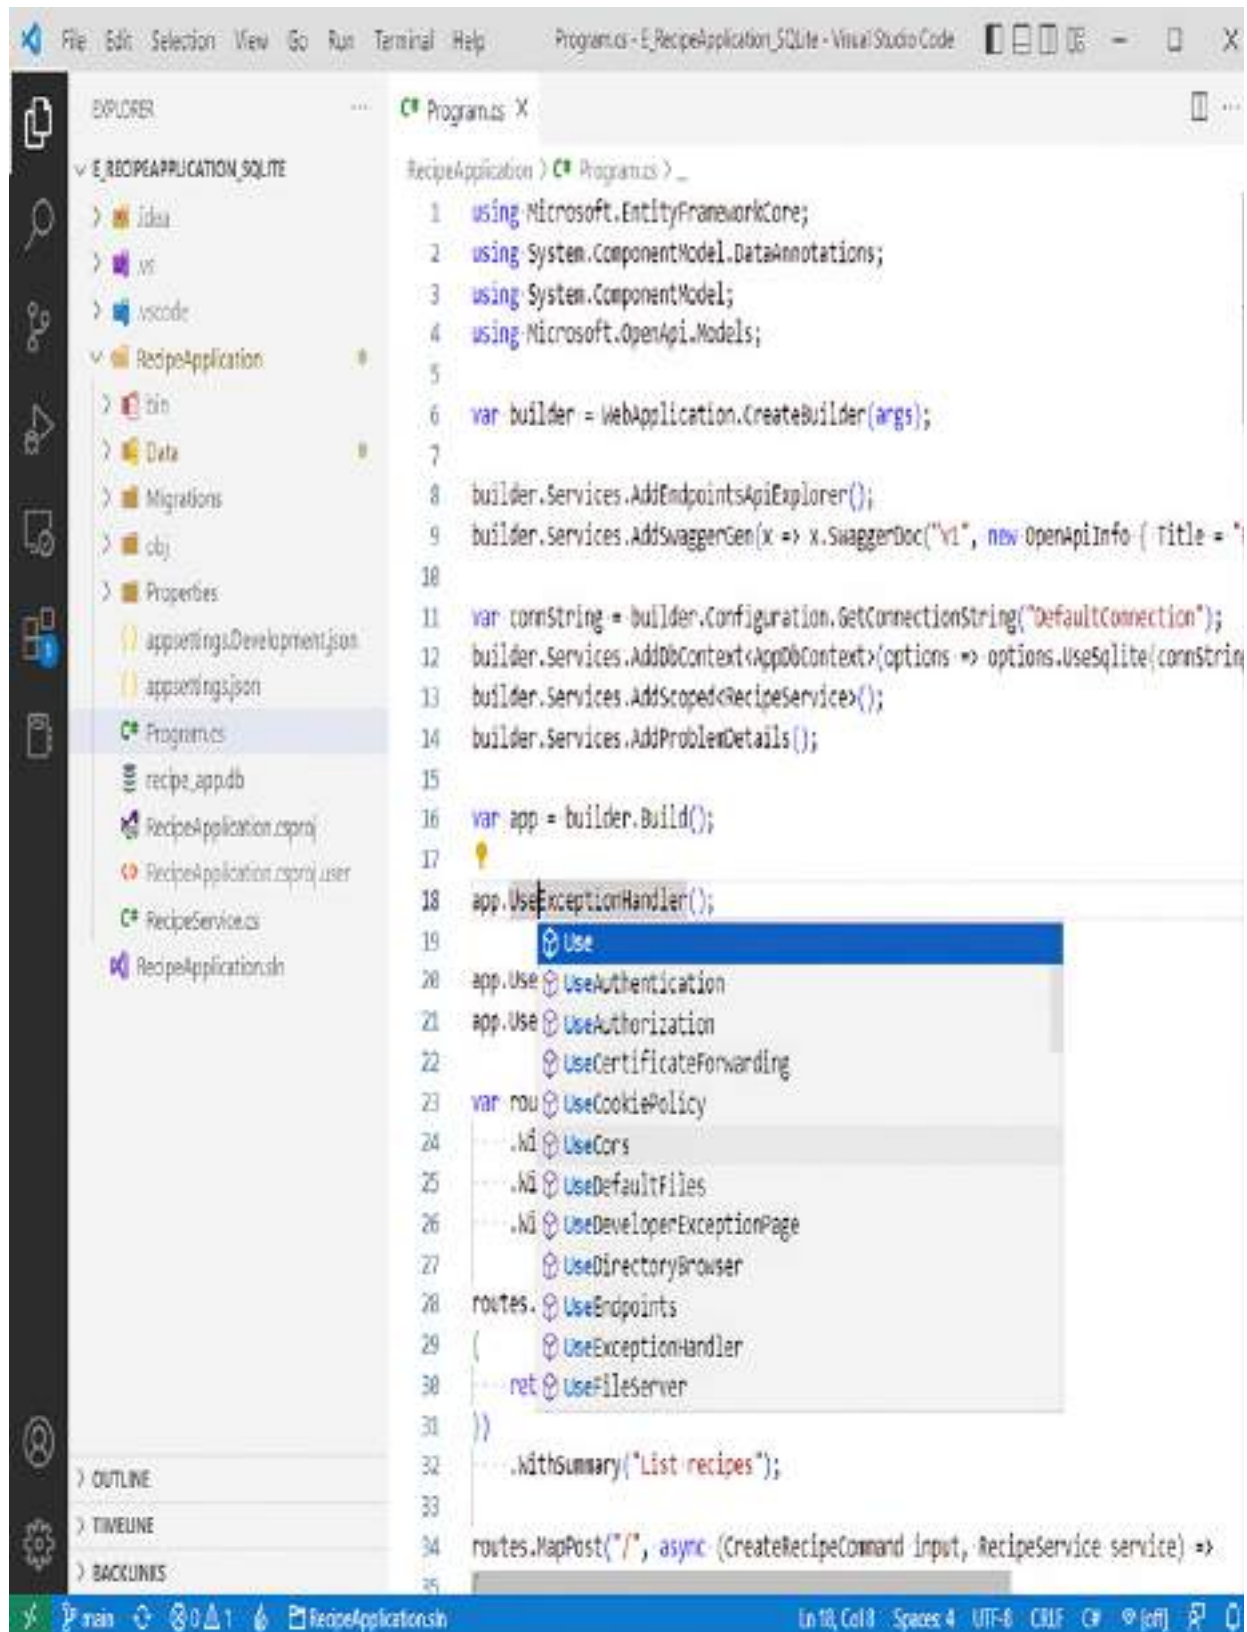 File Edit Selection View Go Run Terminal Help Program.cs - E_RecipeApplication_SQLite - Visual Studio Code
EXPLORER
E_RECIPEAPPLICATION_SQLITE
.idea
.vs
.vscode
RecipeApplication
bin
Data
Migrations
obj
Properties
appsettings.Development.json
appsettings.json
Program.cs
recipe_app.db
RecipeApplication.csproj
RecipeApplication.csproj.user
RecipeService.cs
RecipeApplication.sln
OUTLINE
TIMELINE
BACKLINKS
Program.cs
RecipeApplication > Program.cs > ...
1 using Microsoft.EntityFrameworkCore;
2 using System.ComponentModel.DataAnnotations;
3 using System.ComponentModel;
4 using Microsoft.OpenApi.Models;
5
6 var builder = WebApplication.CreateBuilder(args);
7
8 builder.Services.AddEndpointsApiExplorer();
9 builder.Services.AddSwaggerGen(x => x.SwaggerDoc("v1", new OpenApiInfo { Title = "
10
11 var connString = builder.Configuration.GetConnectionString("DefaultConnection");
12 builder.Services.AddDbContext<AppDbContext>(options => options.UseSqlite(connString
13 builder.Services.AddScoped<RecipeService>();
14 builder.Services.AddProblemDetails();
15
16 var app = builder.Build();
17
18 app.UseExceptionHandler();
19 Use
20 app.Use UseAuthentication
21 app.Use UseAuthorization
22 UseCertificateForwarding
23 var rou UseCookiePolicy
24 .Wi UseCors
25 .Wi UseDefaultFiles
26 .Wi UseDeveloperExceptionPage
27 UseDirectoryBrowser
28 routes. UseEndpoints
29 { UseExceptionHandler
30 ret UseFileServer
31 })
32 .WithSummary("List recipes");
33
34 routes.MapPost("/", async (CreateRecipeCommand input, RecipeService service) =>
35
main 0 1 RecipeApplication.sln Ln 18, Col 8 Spaces: 4 UTF-8 CRLF C# [off]